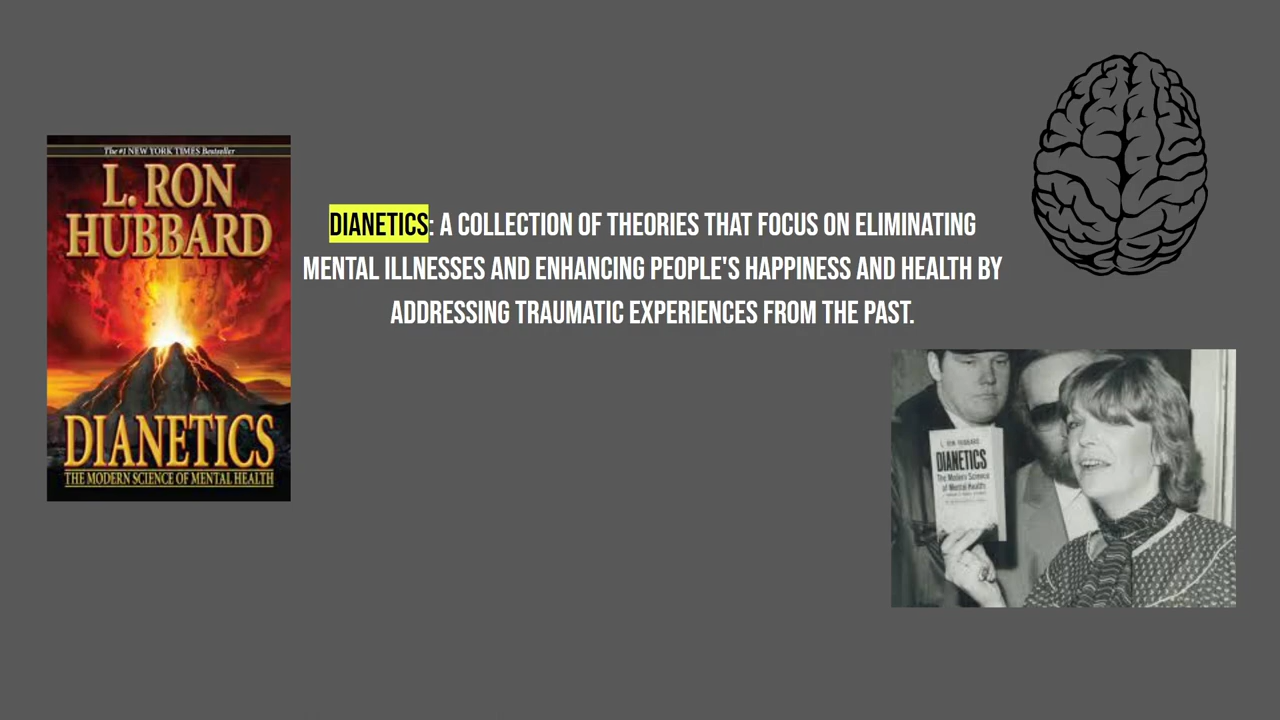 The #1 NEW YORK TIMES Bestseller
L. RON
HUBBARD
DIANETICS
THE MODERN SCIENCE OF MENTAL HEALTH
DIANETICS: A COLLECTION OF THEORIES THAT FOCUS ON ELIMINATING
MENTAL ILLNESSES AND ENHANCING PEOPLE'S HAPPINESS AND HEALTH BY
ADDRESSING TRAUMATIC EXPERIENCES FROM THE PAST.
L. RON HUBBARD
DIANETICS
The Modern Science
of Mental Health